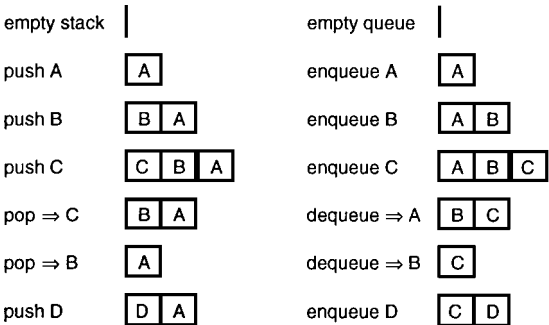 empty stack
push A A
push B B A
push C C B A
pop ⇒ C B A
pop ⇒ B A
push D D A
empty queue
enqueue A A
enqueue B A B
enqueue C A B C
dequeue ⇒ A B C
dequeue ⇒ B C
enqueue D C D